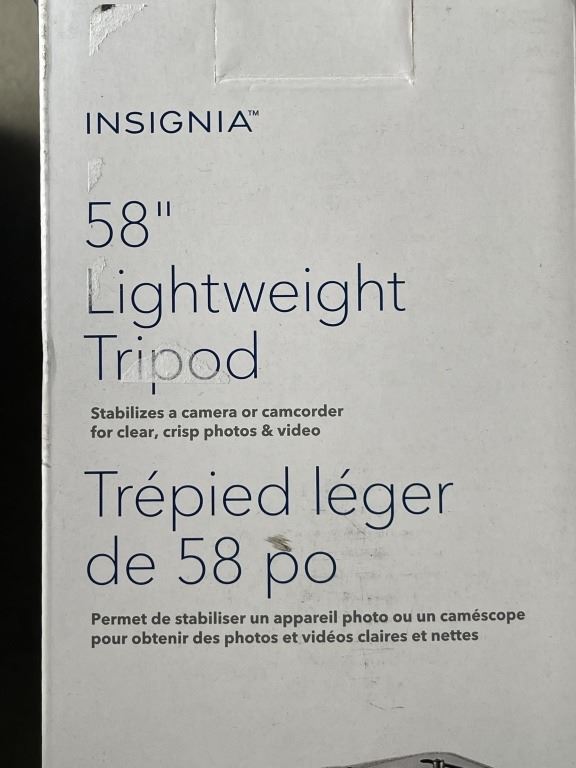 INSIGNIA™
58"
Lightweight
Tripod
Stabilizes a camera or camcorder
for clear, crisp photos & video
Trépied léger
de 58 po
Permet de stabiliser un appareil photo ou un caméscope
pour obtenir des photos et vidéos claires et nettes